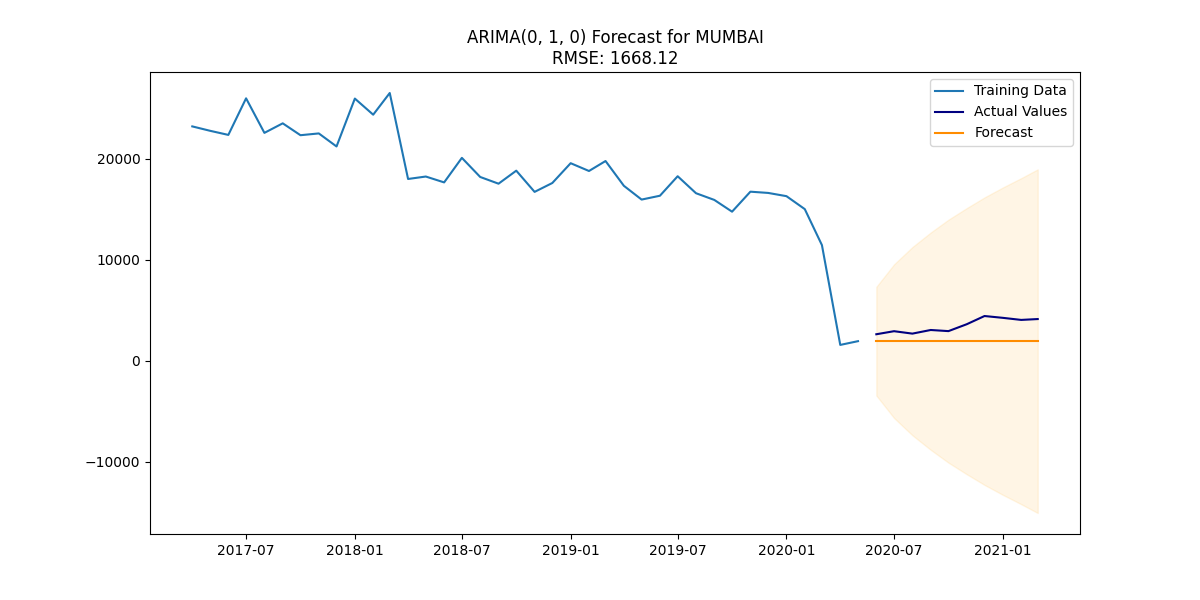 ARIMA(0, 1, 0) Forecast for MUMBAI
RMSE: 1668.12
Training Data
Actual Values
Forecast
20000
10000
0
−10000
2017-07
2018-01
2018-07
2019-01
2019-07
2020-01
2020-07
2021-01